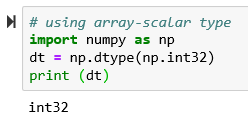 # using array-scalar type
import numpy as np
dt = np.dtype(np.int32)
print (dt)
int32